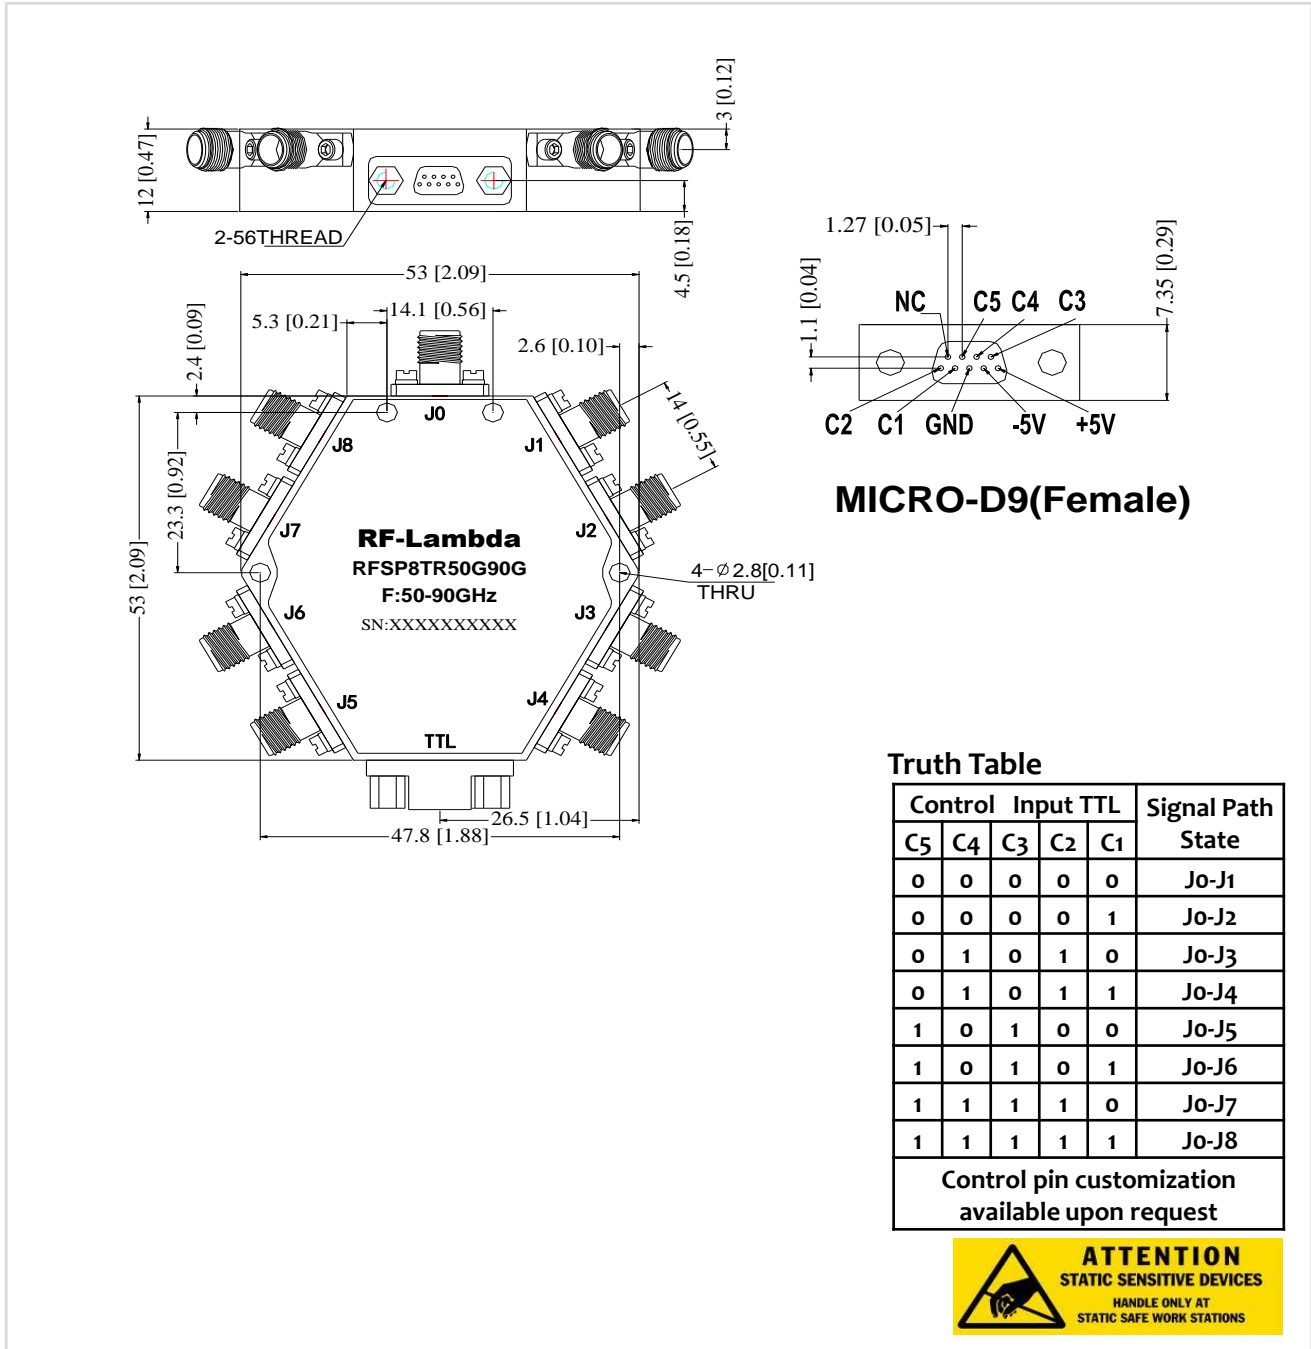 3 [0.12]
12 [0.47]
4.5 [0.18]
2-56THREAD
53 [2.09]
5.3 [0.21]
14.1 [0.56]
2.6 [0.10]
2.4 [0.09]
14 [0.55]
23.3 [0.92]
53 [2.09]
J0
J8
J1
J7
J2
J6
J3
J5
J4
RF-Lambda
RFSP8TR50G90G
F:50-90GHz
SN:XXXXXXXXXX
4-∅2.8[0.11]
THRU
TTL
26.5 [1.04]
47.8 [1.88]
1.27 [0.05]
1.1 [0.04]
7.35 [0.29]
NC C5 C4 C3
C2 C1 GND -5V +5V
MICRO-D9(Female)
Truth Table
Control Input TTL Signal Path State
C5 C4 C3 C2 C1
0 0 0 0 0 J0-J1
0 0 0 0 1 J0-J2
0 1 0 1 0 J0-J3
0 1 0 1 1 J0-J4
1 0 1 0 0 J0-J5
1 0 1 0 1 J0-J6
1 1 1 1 0 J0-J7
1 1 1 1 1 J0-J8
Control pin customization
available upon request
ATTENTION
STATIC SENSITIVE DEVICES
HANDLE ONLY AT
STATIC SAFE WORK STATIONS